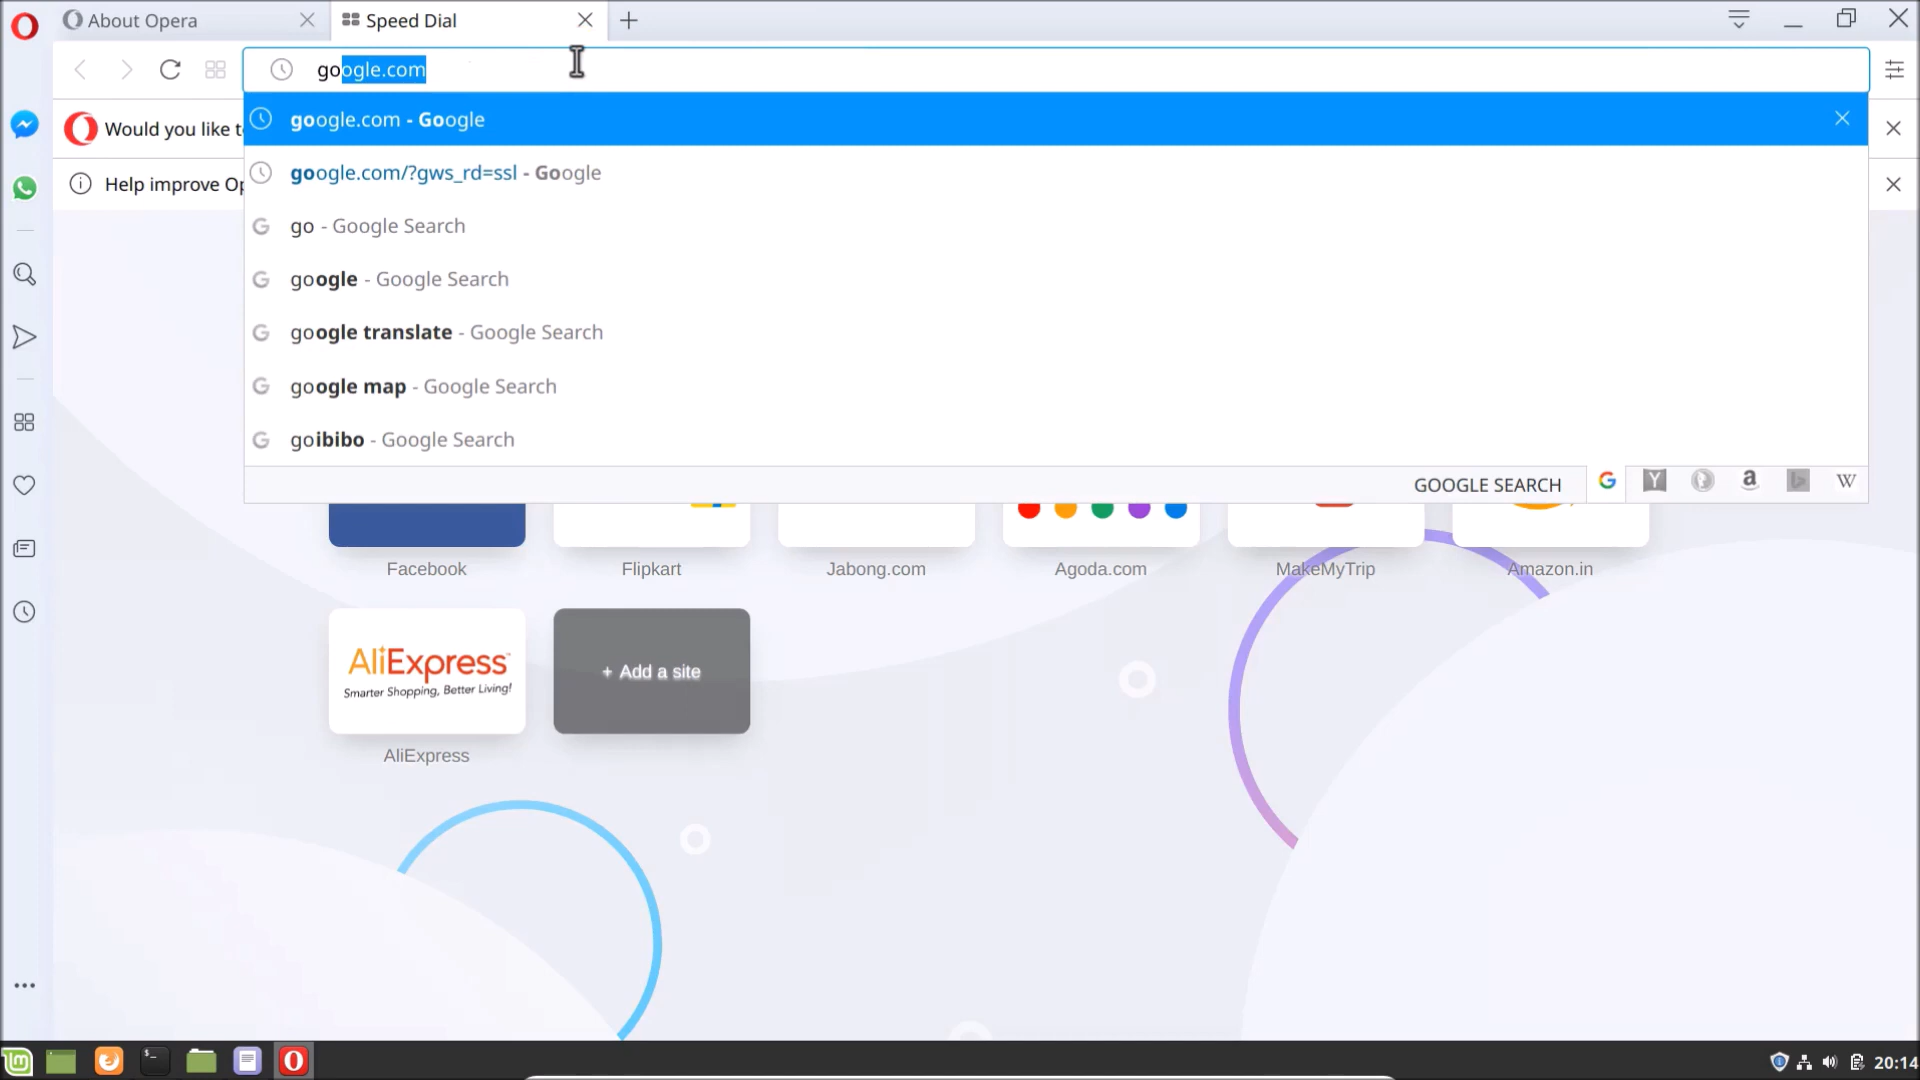 About Opera
Speed Dial
google.com
Would you like t
google.com - Google
google.com/?gws_rd=ssl - Google
Help improve Op
go - Google Search
google - Google Search
google translate - Google Search
google map - Google Search
goibibo - Google Search
GOOGLE SEARCH
Facebook
Flipkart
Jabong.com
Agoda.com
MakeMyTrip
Amazon.in
AliExpress
Smarter Shopping, Better Living!
+ Add a site
AliExpress
20:14